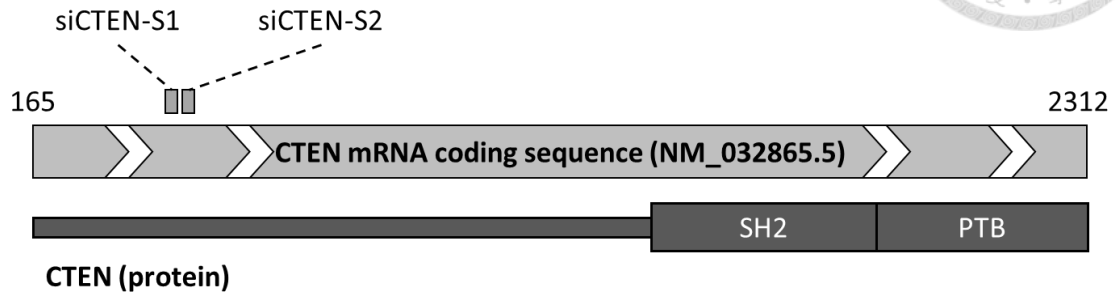 siCTEN-S1 siCTEN-S2
165 2312
CTEN mRNA coding sequence (NM_032865.5)
SH2 PTB
CTEN (protein)